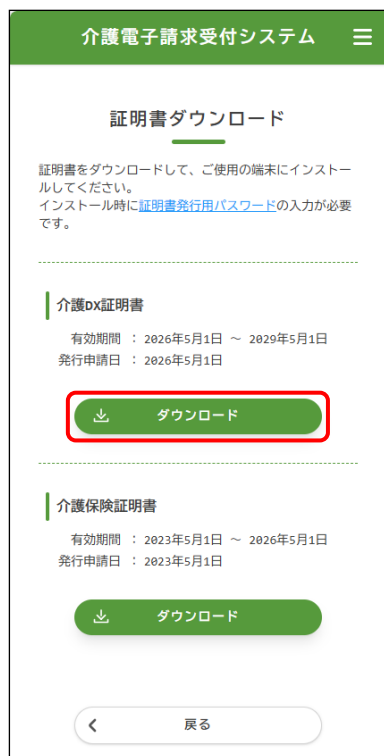 介護電子請求受付システム
証明書ダウンロード
証明書をダウンロードして、ご使用の端末にインストー
ルしてください。
インストール時に証明書発行用パスワードの入力が必要
です。
介護DX証明書
有効期間 : 2026年5月1日 ～ 2029年5月1日
発行申請日 : 2026年5月1日
ダウンロード
介護保険証明書
有効期間 : 2023年5月1日 ～ 2026年5月1日
発行申請日 : 2023年5月1日
ダウンロード
戻る